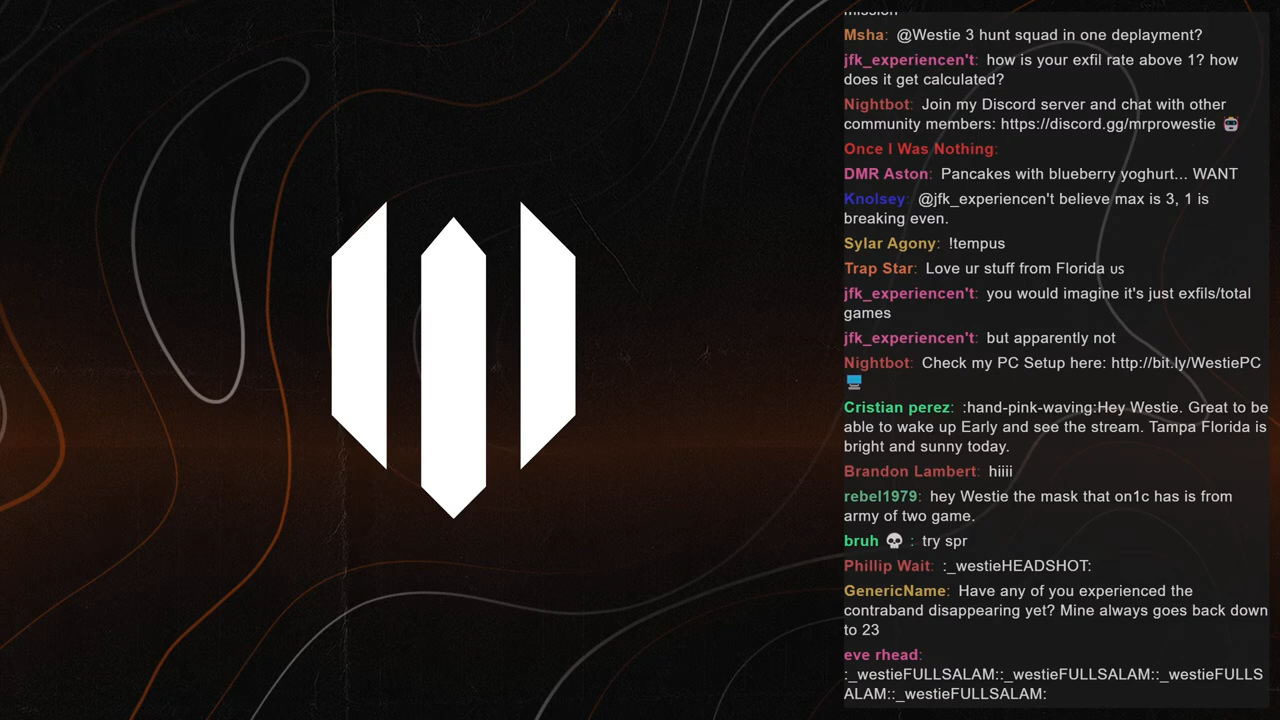 mission
Msha: @Westie 3 hunt squad in one deplayment?
jfk_experiencen't: how is your exfil rate above 1? how
does it get calculated?
Nightbot: Join my Discord server and chat with other
community members: https://discord.gg/mrprowestie
Once I Was Nothing:
DMR Aston: Pancakes with blueberry yoghurt... WANT
Knolsey: @jfk_experiencen't believe max is 3, 1 is
breaking even.
Sylar Agony: !tempus
Trap Star: Love ur stuff from Florida us
jfk_experiencen't: you would imagine it's just exfils/total
games
jfk_experiencen't: but apparently not
Nightbot: Check my PC Setup here: http://bit.ly/WestiePC
Cristian perez: :hand-pink-waving:Hey Westie. Great to be
able to wake up Early and see the stream. Tampa Florida is
bright and sunny today.
Brandon Lambert: hiiii
rebel1979: hey Westie the mask that on1c has is from
army of two game.
bruh 💀 : try spr
Phillip Wait: :_westieHEADSHOT:
GenericName: Have any of you experienced the
contraband disappearing yet? Mine always goes back down
to 23
eve rhead:
:_westieFULLSALAM::_westieFULLSALAM::_westieFULLS
ALAM::_westieFULLSALAM: